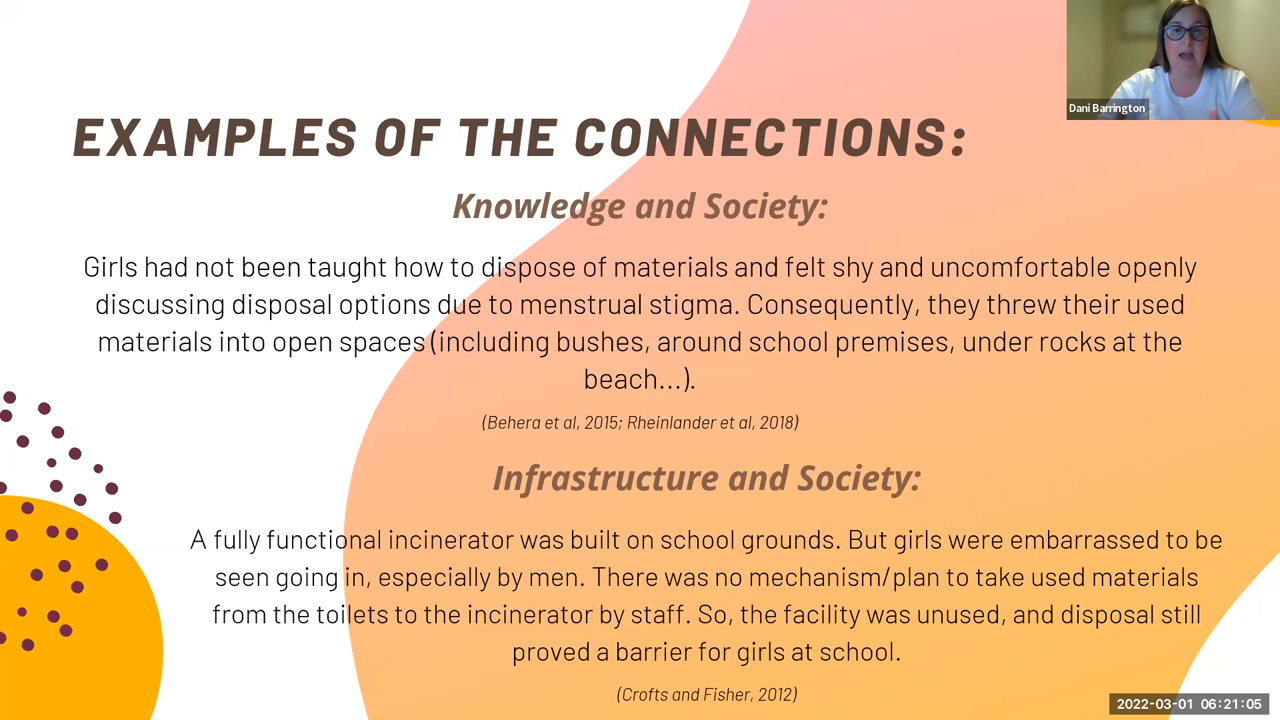 Dani Barrington
EXAMPLES OF THE CONNECTIONS:
Knowledge and Society:
Girls had not been taught how to dispose of materials and felt shy and uncomfortable openly
discussing disposal options due to menstrual stigma. Consequently, they threw their used
materials into open spaces (including bushes, around school premises, under rocks at the
beach...).
(Behera et al, 2015; Rheinlander et al, 2018)
Infrastructure and Society:
A fully functional incinerator was built on school grounds. But girls were embarrassed to be
seen going in, especially by men. There was no mechanism/plan to take used materials
from the toilets to the incinerator by staff. So, the facility was unused, and disposal still
proved a barrier for girls at school.
(Crofts and Fisher, 2012)
2022-03-01 06:21:05